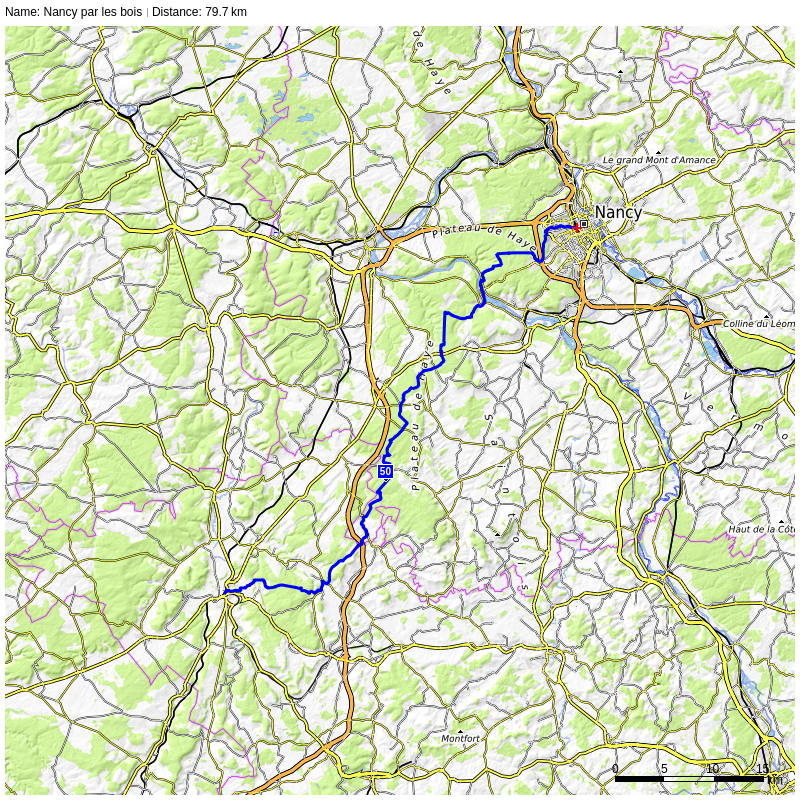 Name: Nancy par les bois | Distance: 79.7 km
de Haye
Le grand Mont d'Amance
Nancy
Plateau de Haye
Colline du Léom
Plateau de Haye
Saintois
Vermo
50
Haut de la Côte
Montfort
0 5 10 15
km